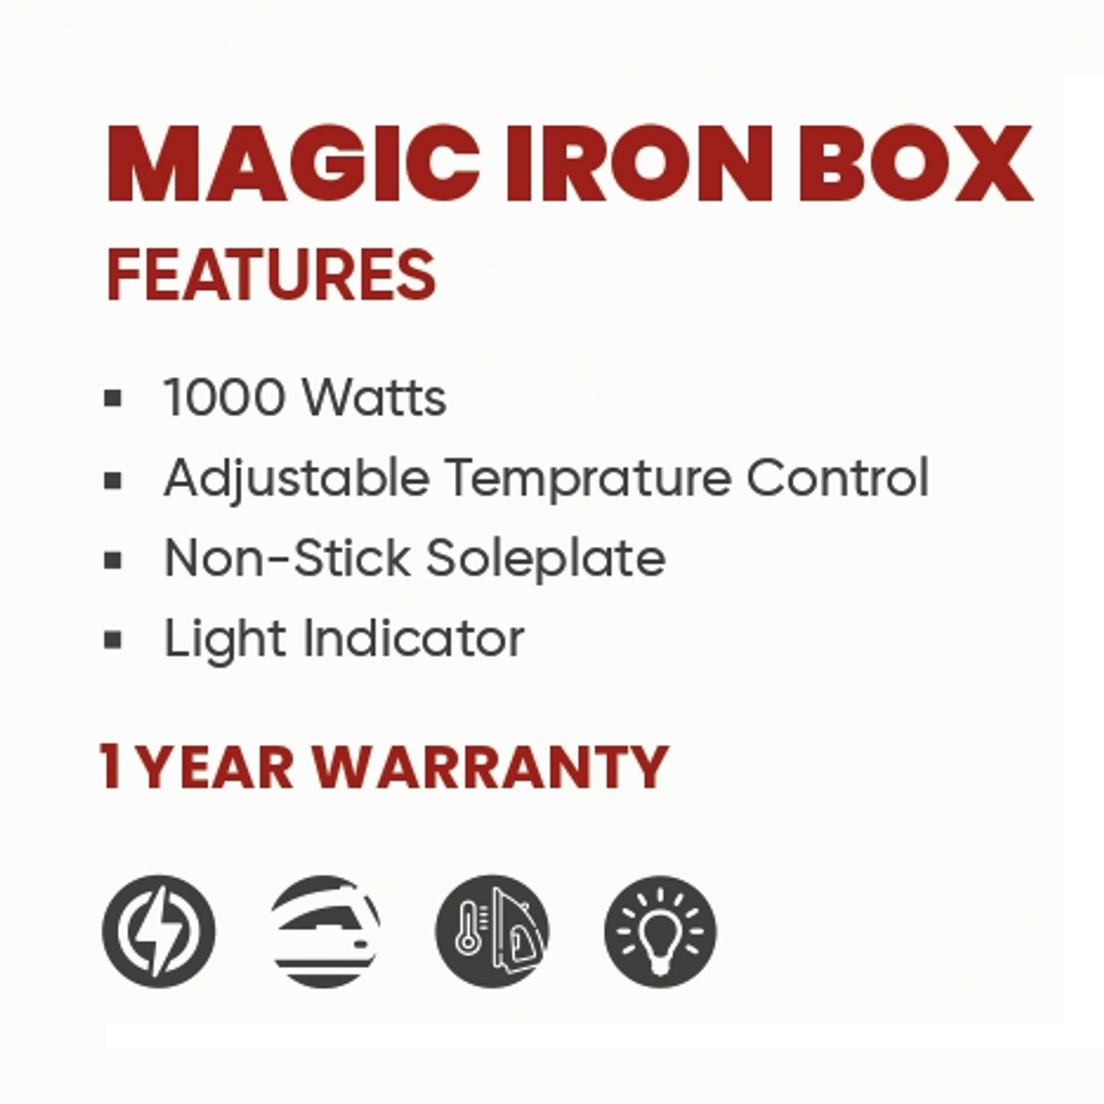 MAGIC IRON BOX
FEATURES
▪ 1000 Watts
▪ Adjustable Temprature Control
▪ Non-Stick Soleplate
▪ Light Indicator
1 YEAR WARRANTY